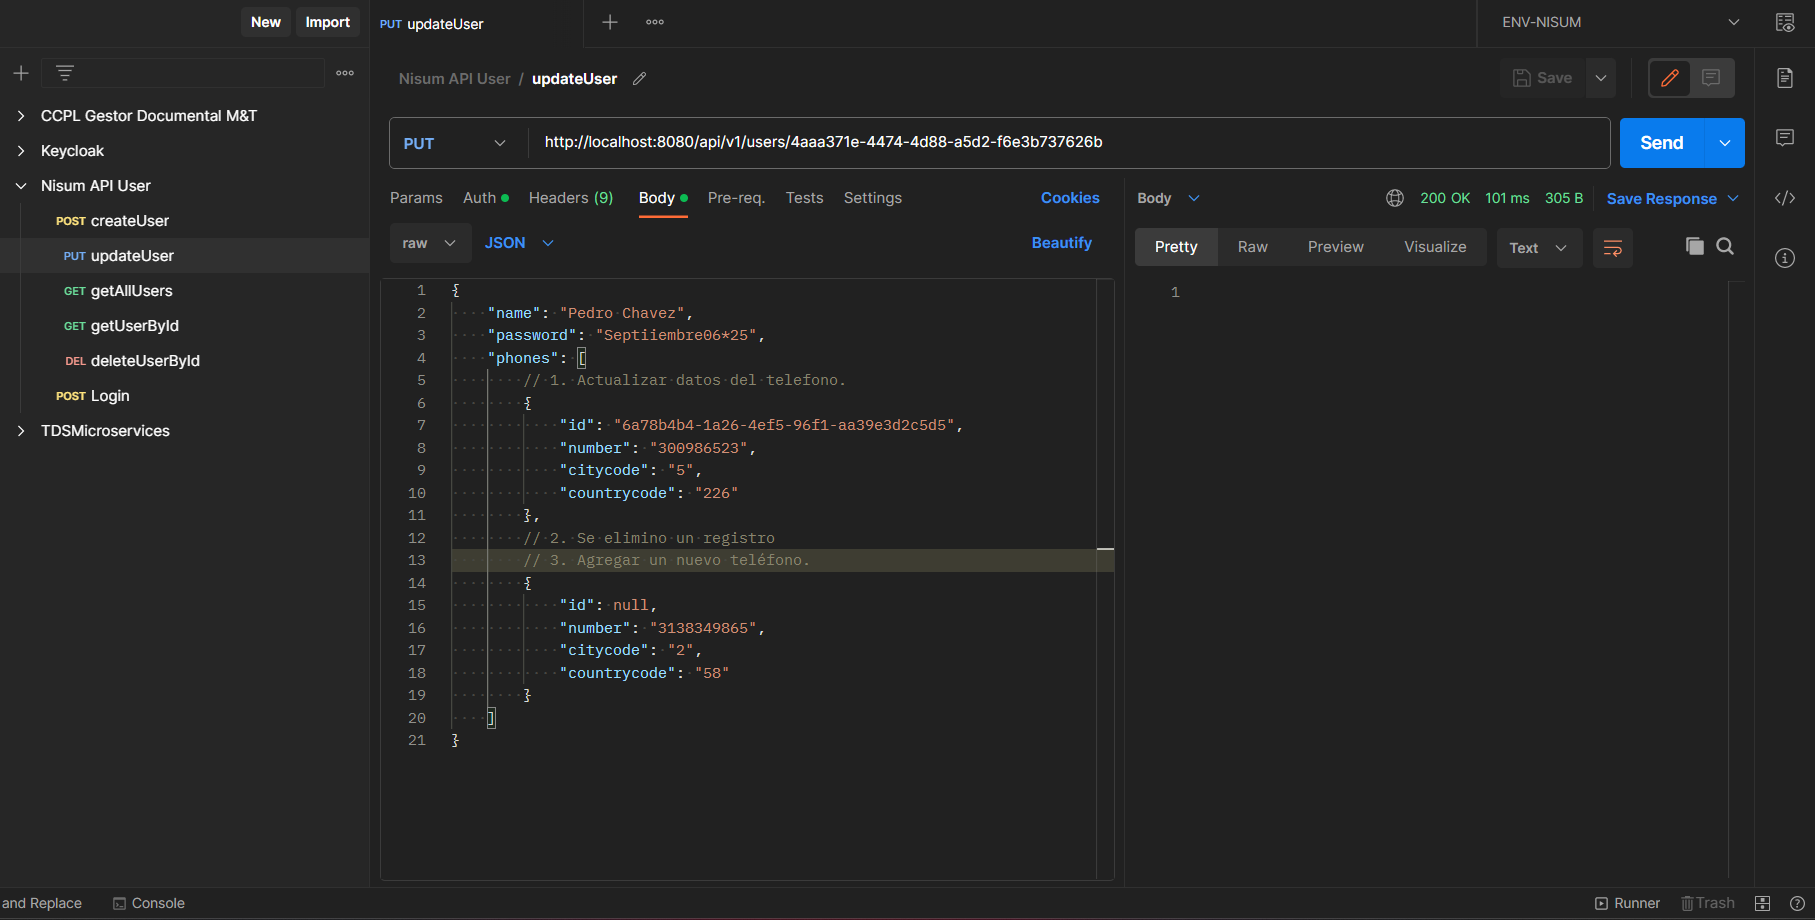 New Import
PUT updateUser
ENV-NISUM
CCPL Gestor Documental M&T
Keycloak
Nisum API User
POST createUser
PUT updateUser
GET getAllUsers
GET getUserById
DEL deleteUserById
POST Login
TDSMicroservices
Nisum API User / updateUser
Save
PUT
http://localhost:8080/api/v1/users/4aaa371e-4474-4d88-a5d2-f6e3b737626b
Send
Params Auth Headers (9) Body Pre-req. Tests Settings Cookies
raw JSON Beautify
1 {
2 "name": "Pedro Chavez",
3 "password": "Septiiembre06*25",
4 "phones": [
5 // 1. Actualizar datos del telefono.
6 {
7 "id": "6a78b4b4-1a26-4ef5-96f1-aa39e3d2c5d5",
8 "number": "300986523",
9 "citycode": "5",
10 "countrycode": "226"
11 },
12 // 2. Se elimino un registro
13 // 3. Agregar un nuevo teléfono.
14 {
15 "id": null,
16 "number": "3138349865",
17 "citycode": "2",
18 "countrycode": "58"
19 }
20 ]
21 }
Body 200 OK 101 ms 305 B Save Response
Pretty Raw Preview Visualize Text
1
and Replace Console Runner Trash